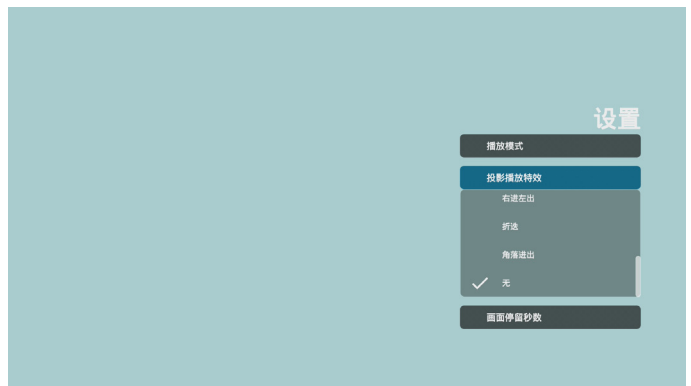 设置
播放模式
投影播放特效
右进左出
折迭
角落进出
无
画面停留秒数